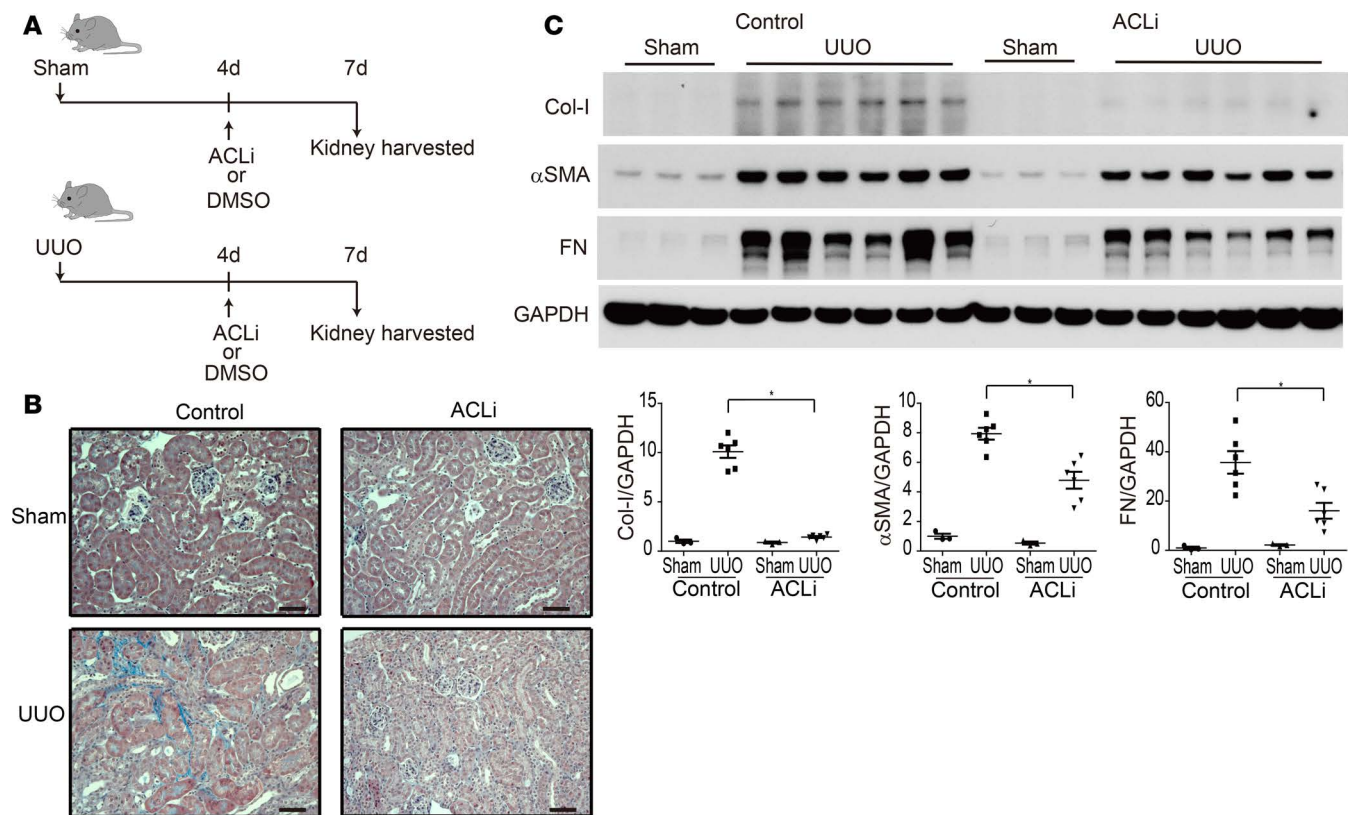 A
Sham
4d
7d
ACLi
or
DMSO
Kidney harvested
UUO
4d
7d
ACLi
or
DMSO
Kidney harvested
B
Control
ACLi
Sham
UUO
C
Control
ACLi
Sham
UUO
Sham
UUO
Col-I
αSMA
FN
GAPDH
Col-I/GAPDH
15
10
5
0
*
Sham UUO Sham UUO
Control ACLi
αSMA/GAPDH
10
8
6
4
2
0
*
Sham UUO Sham UUO
Control ACLi
FN/GAPDH
60
40
20
0
*
Sham UUO Sham UUO
Control ACLi